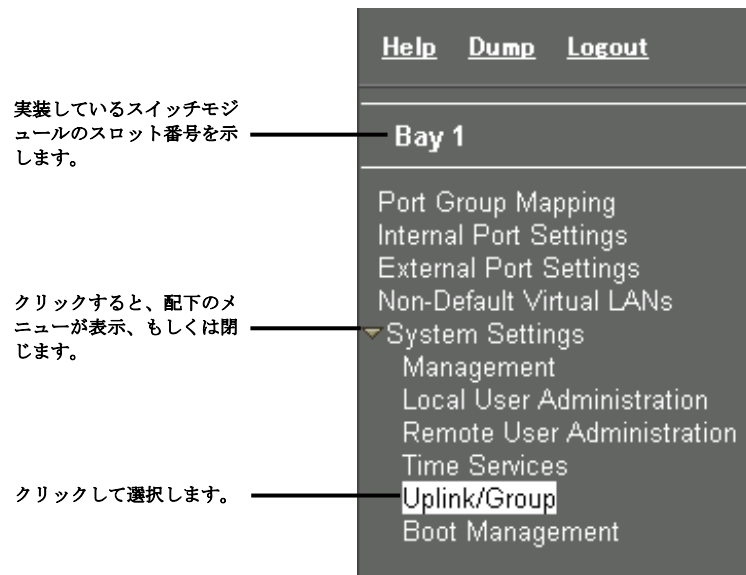 Help Dump Logout
実装しているスイッチモジ
ュールのスロット番号を示
します。
Bay 1
Port Group Mapping
Internal Port Settings
External Port Settings
Non-Default Virtual LANs
クリックすると、配下のメ
ニューが表示、もしくは閉
じます。
System Settings
Management
Local User Administration
Remote User Administration
Time Services
クリックして選択します。
Uplink/Group
Boot Management